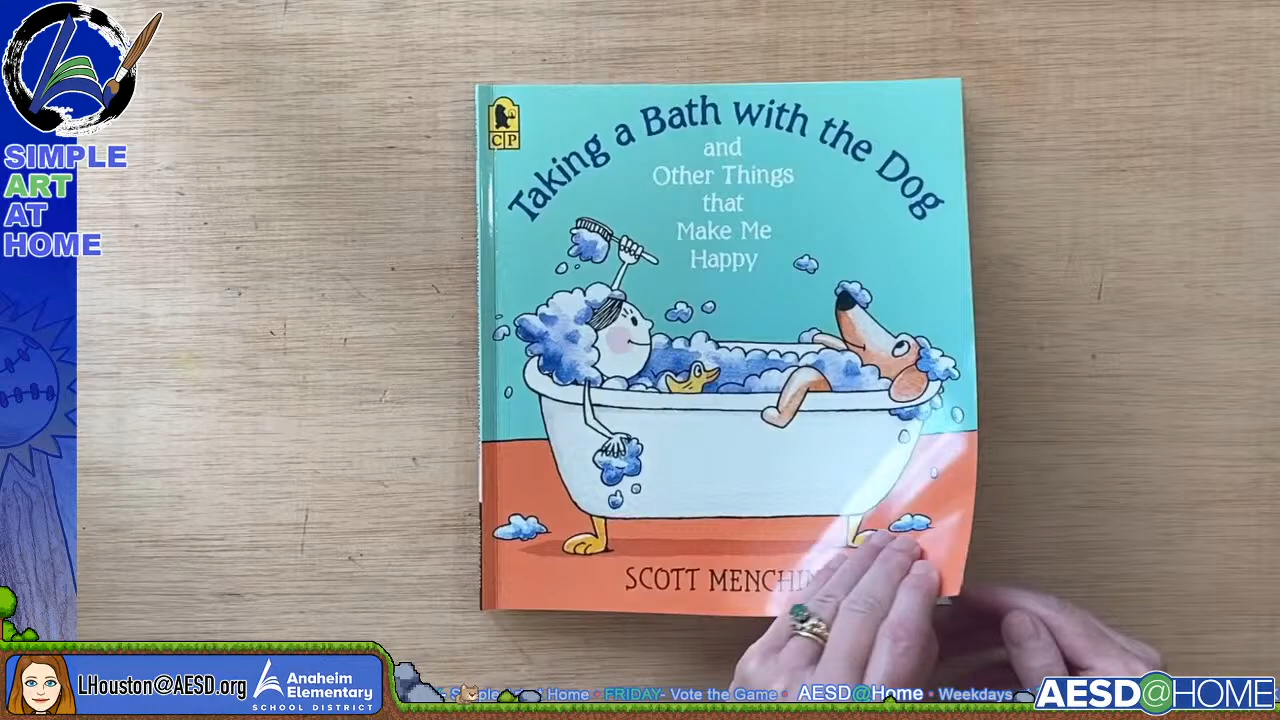 SIMPLE
ART
AT
HOME
Taking a Bath with the Dog
and
Other Things
that
Make Me
Happy
CP
SCOTT MENCHIN
LHouston@AESD.org
Anaheim
Elementary
SCHOOL DISTRICT
Home • FRIDAY- Vote the Game • AESD@Home • Weekdays
AESD@HOME